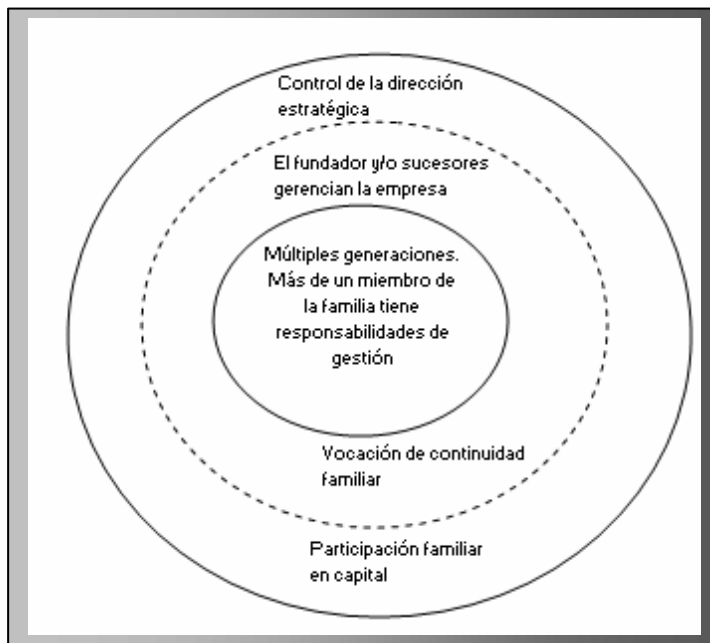 Control de la dirección
estratégica
El fundador y/o sucesores
gerencian la empresa
Múltiples generaciones.
Más de un miembro de
la familia tiene
responsabilidades de
gestión
Vocación de continuidad
familiar
Participación familiar
en capital